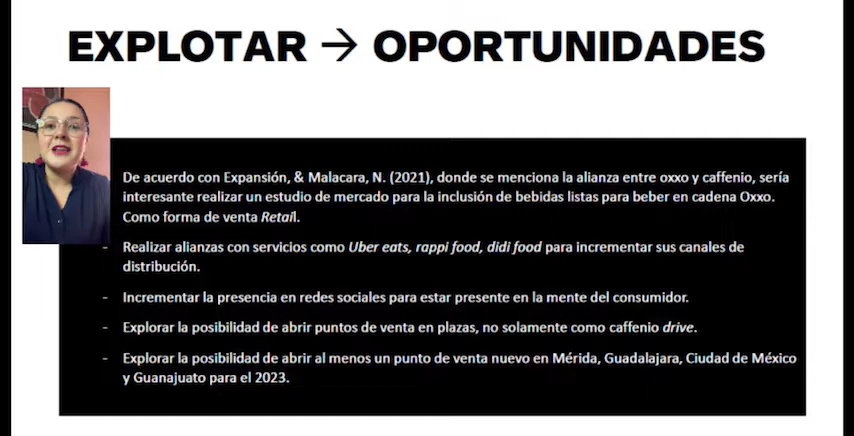 EXPLOTAR → OPORTUNIDADES
De acuerdo con Expansión, & Malacara, N. (2021), donde se menciona la alianza entre oxxo y caffenio, sería
interesante realizar un estudio de mercado para la inclusión de bebidas listas para beber en cadena Oxxo.
Como forma de venta Retail.
- Realizar alianzas con servicios como Uber eats, rappi food, didi food para incrementar sus canales de
distribución.
- Incrementar la presencia en redes sociales para estar presente en la mente del consumidor.
- Explorar la posibilidad de abrir puntos de venta en plazas, no solamente como caffenio drive.
- Explorar la posibilidad de abrir al menos un punto de venta nuevo en Mérida, Guadalajara, Ciudad de México
y Guanajuato para el 2023.